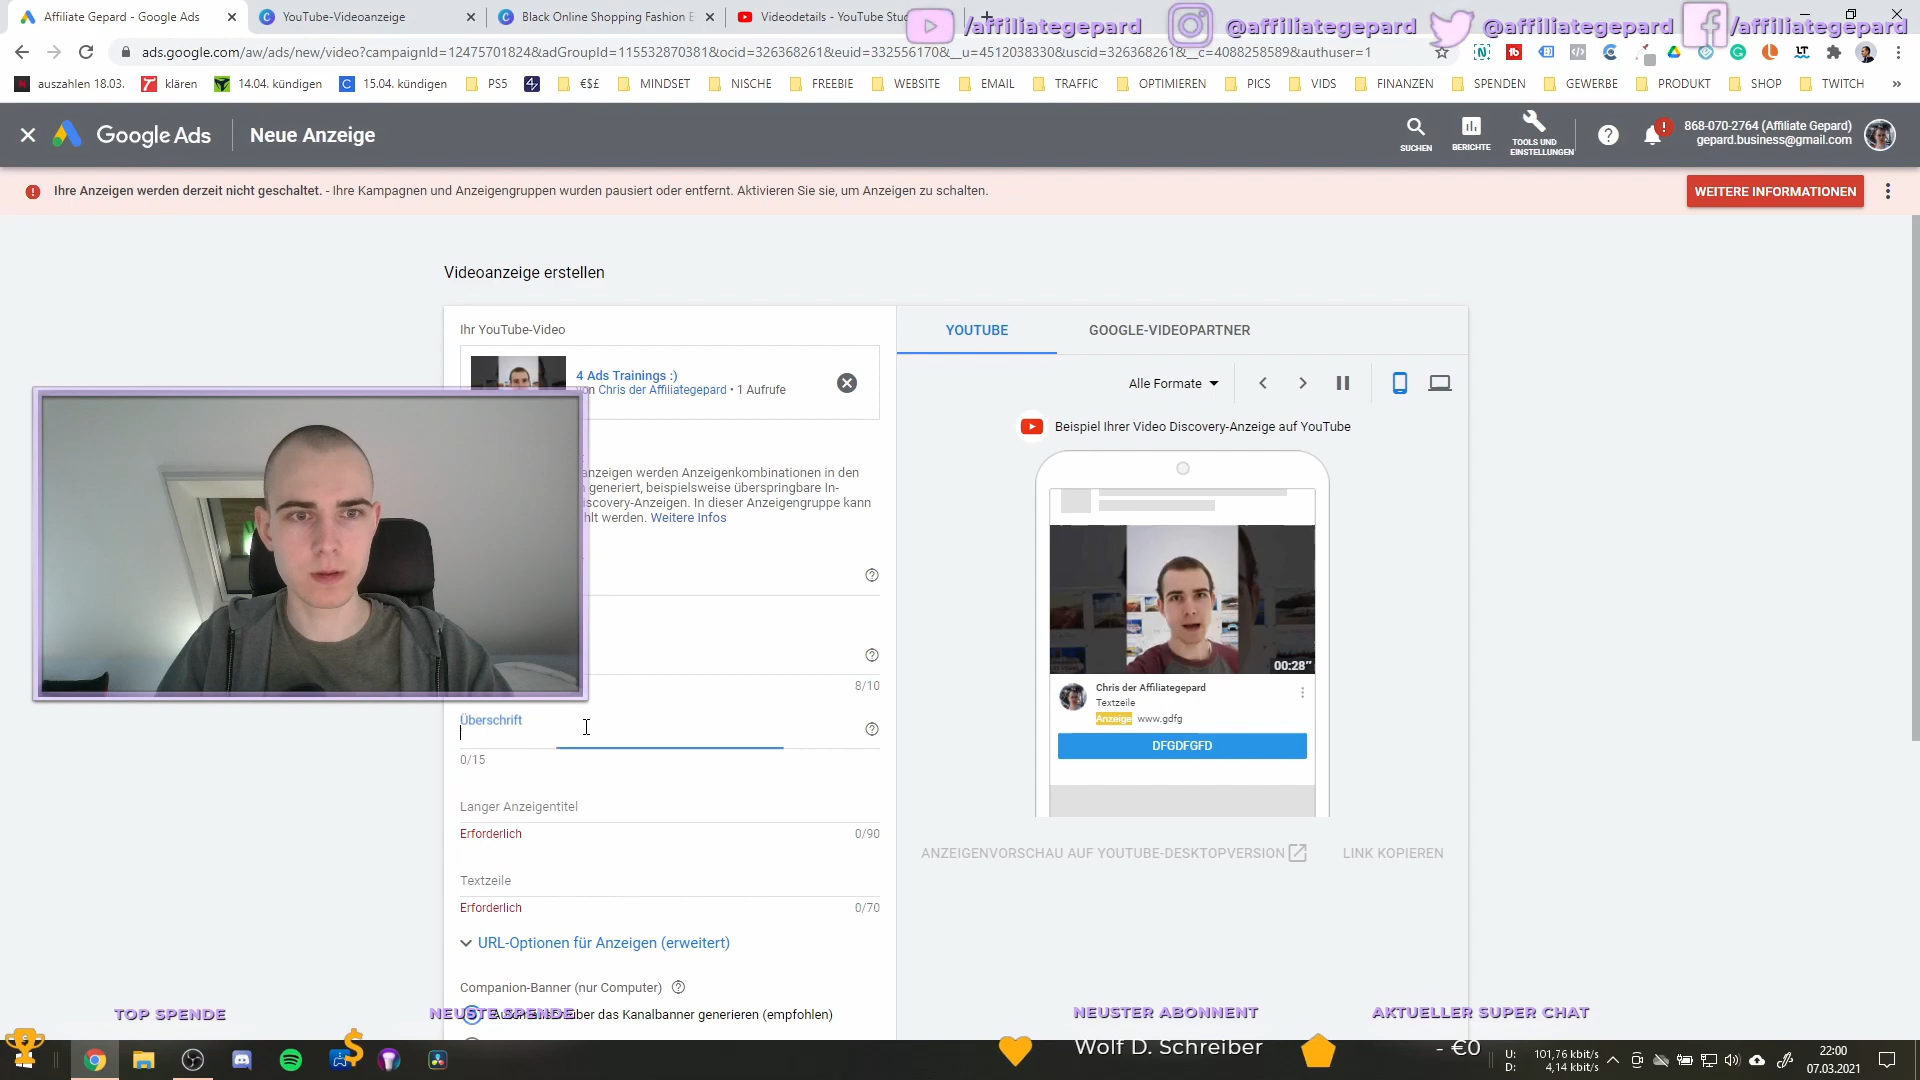 Affiliate Gepard - Google Ads
YouTube-Videoanzeige
Black Online Shopping Fashion E
Videodetails - YouTube Stu
/affiliategepard
@affiliategepard
@affiliategepard
/affiliategepard
ads.google.com/aw/ads/new/video?campaignId=12475701824&adGroupId=115532870381&ocid=326368261&euid=332556170&__u=4512038330&uscid=326368261&__c=4088258589&authuser=1
auszahlen 18.03.
klären
14.04. kündigen
15.04. kündigen
PS5
€$£
MINDSET
NISCHE
FREEBIE
WEBSITE
EMAIL
TRAFFIC
OPTIMIEREN
PICS
VIDS
FINANZEN
SPENDEN
GEWERBE
PRODUKT
SHOP
TWITCH
Google Ads
Neue Anzeige
SUCHEN
BERICHTE
TOOLS UND
EINSTELLUNGEN
868-070-2764 (Affiliate Gepard)
gepard.business@gmail.com
Ihre Anzeigen werden derzeit nicht geschaltet. - Ihre Kampagnen und Anzeigengruppen wurden pausiert oder entfernt. Aktivieren Sie sie, um Anzeigen zu schalten.
WEITERE INFORMATIONEN
Videoanzeige erstellen
Ihr YouTube-Video
4 Ads Trainings :)
von Chris der Affiliategepard • 1 Aufrufe
anzeigen werden Anzeigenkombinationen in den
generiert, beispielsweise überspringbare In-
iscovery-Anzeigen. In dieser Anzeigengruppe kann
hlt werden. Weitere Infos
8/10
Überschrift
0/15
Langer Anzeigentitel
Erforderlich
0/90
Textzeile
Erforderlich
0/70
URL-Optionen für Anzeigen (erweitert)
Companion-Banner (nur Computer)
über das Kanalbanner generieren (empfohlen)
YOUTUBE
GOOGLE-VIDEOPARTNER
Alle Formate
Beispiel Ihrer Video Discovery-Anzeige auf YouTube
00:28"
Chris der Affiliategepard
Textzeile
Anzeige www.gdfg
DFGDFGFD
ANZEIGENVORSCHAU AUF YOUTUBE-DESKTOPVERSION
LINK KOPIEREN
TOP SPENDE
NEUSTE SPENDE
NEUSTER ABONNENT
Wolf D. Schreiber
AKTUELLER SUPER CHAT
- €0
U: 101,76 kbit/s
D: 4,14 kbit/s
22:00
07.03.2021